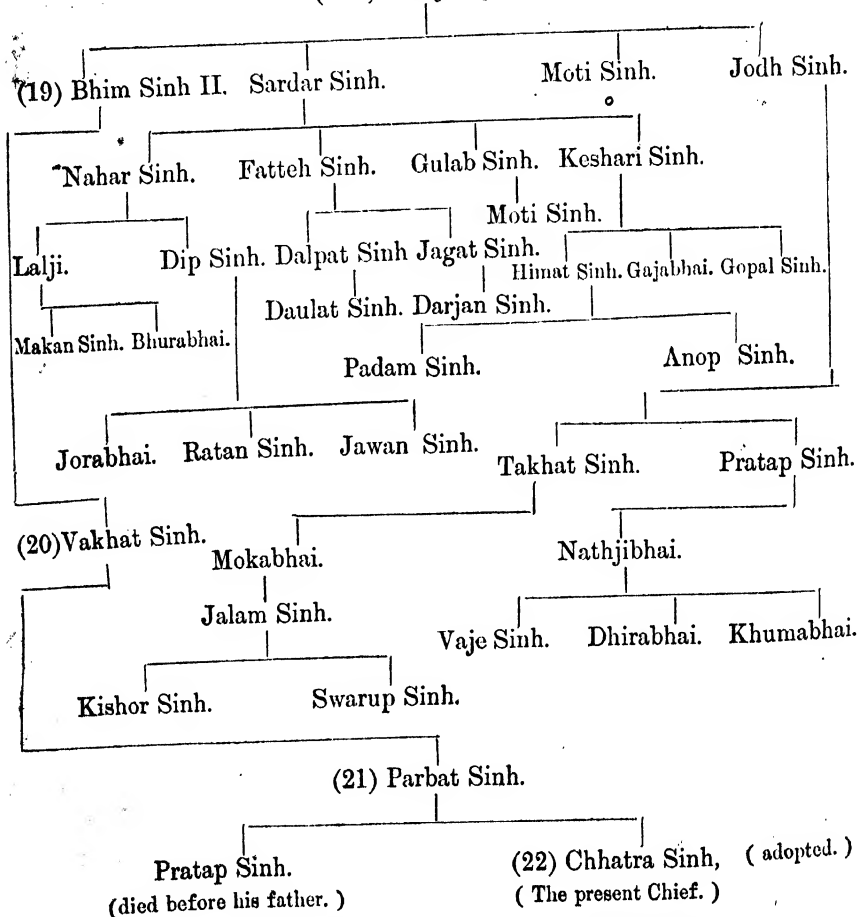 (19) Bhim Sinh II. Sardar Sinh. Moti Sinh. Jodh Sinh.
Nahar Sinh. Fatteh Sinh. Gulab Sinh. Keshari Sinh.
Moti Sinh.
Lalji. Dip Sinh. Dalpat Sinh Jagat Sinh.
Himat Sinh. Gajabhai. Gopal Sinh.
Daulat Sinh. Darjan Sinh.
Makan Sinh. Bhurabhai.
Padam Sinh. Anop Sinh.
Jorabhai. Ratan Sinh. Jawan Sinh.
Takhat Sinh. Pratap Sinh.
(20) Vakhat Sinh.
Mokabhai. Nathjibhai.
Jalam Sinh.
Vaje Sinh. Dhirabhai. Khumabhai.
Kishor Sinh. Swarup Sinh.
(21) Parbat Sinh.
Pratap Sinh. (22) Chhatra Sinh, ( adopted. )
(died before his father. ) ( The present Chief. )